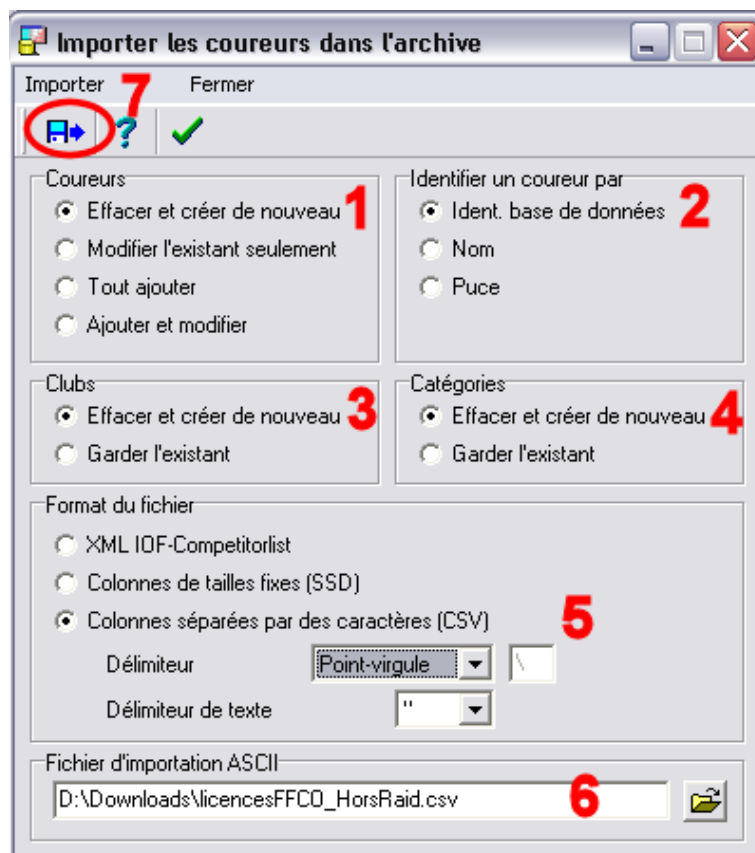 Importer les coureurs dans l'archive
Importer Fermer
7
?
Coureurs
Effacer et créer de nouveau 1
Modifier l'existant seulement
Tout ajouter
Ajouter et modifier
Identifier un coureur par
Ident. base de données 2
Nom
Puce
Clubs
Effacer et créer de nouveau 3
Garder l'existant
Catégories
Effacer et créer de nouveau 4
Garder l'existant
Format du fichier
XML IOF-Competitorlist
Colonnes de tailles fixes (SSD)
Colonnes séparées par des caractères (CSV) 5
Délimiteur Point-virgule \
Délimiteur de texte "
Fichier d'importation ASCII
D:\Downloads\licencesFFCO_HorsRaid.csv 6